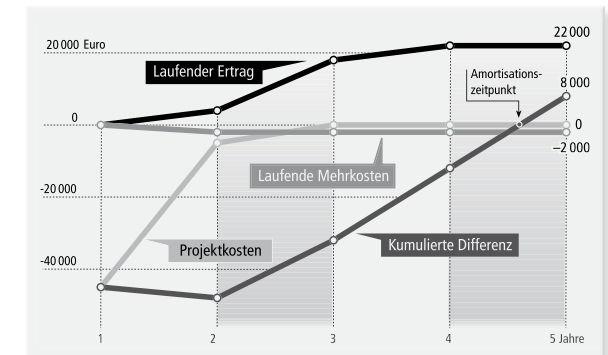 22 000
20 000 Euro
Laufender Ertrag
Amortisations-
zeitpunkt
8 000
0
0
–2 000
Laufende Mehrkosten
-20 000
Projektkosten
Kumulierte Differenz
-40 000
1 2 3 4 5 Jahre